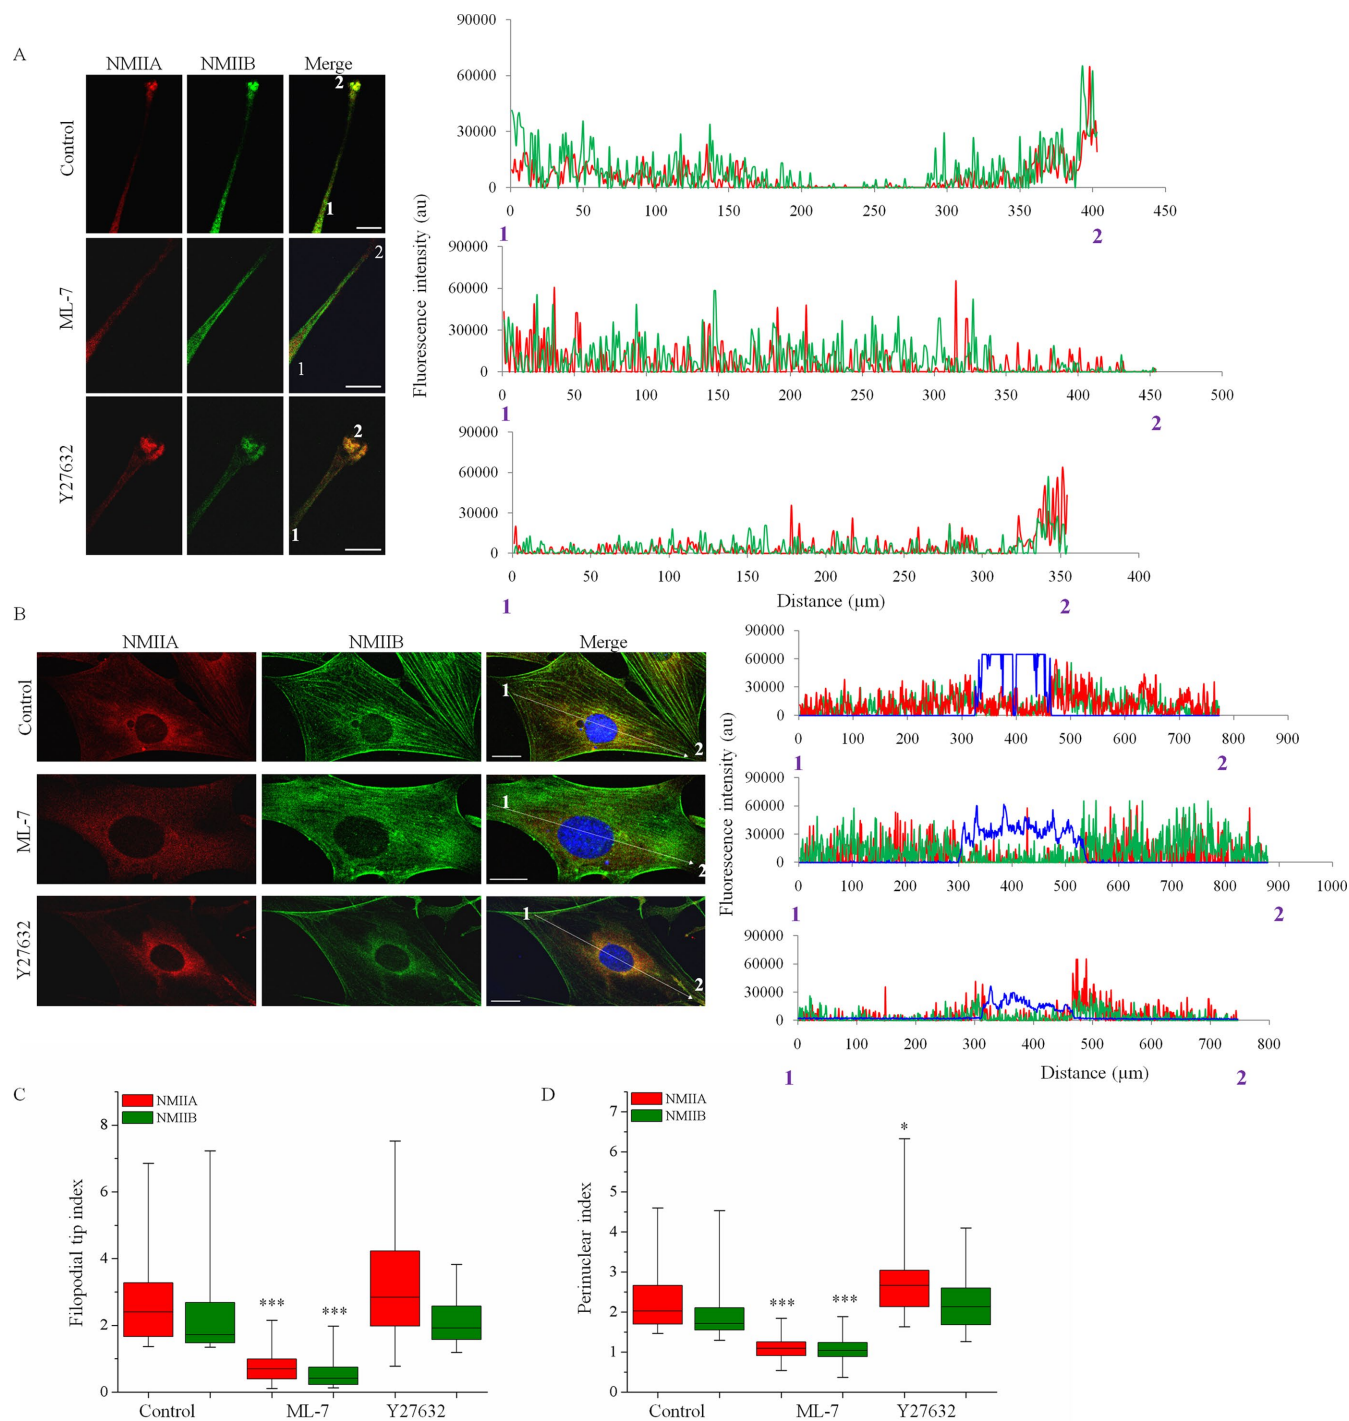 A
NMIIA NMIIB Merge
Control
2
1
ML-7
2
1
Y27632
2
1
Fluorescence intensity (au)
90000
60000
30000
0
0 50 100 150 200 250 300 350 400 450
1 2
90000
60000
30000
0
0 50 100 150 200 250 300 350 400 450 500
1 2
90000
60000
30000
0
0 50 100 150 200 250 300 350 400
Distance (µm)
1 2
B
NMIIA NMIIB Merge
Control
1
2
ML-7
1
2
Y27632
1
2
Fluorescence intensity (au)
90000
60000
30000
0
0 100 200 300 400 500 600 700 800 900
1 2
90000
60000
30000
0
0 100 200 300 400 500 600 700 800 900 1000
1 2
90000
60000
30000
0
0 100 200 300 400 500 600 700 800
1 Distance (µm) 2
C
NMIIA
NMIIB
Filopodial tip index
8
6
4
2
0
*** ***
Control ML-7 Y27632
D
NMIIA
NMIIB
Perinuclear index
7
6
5
4
3
2
1
0
*** *** *
Control ML-7 Y27632